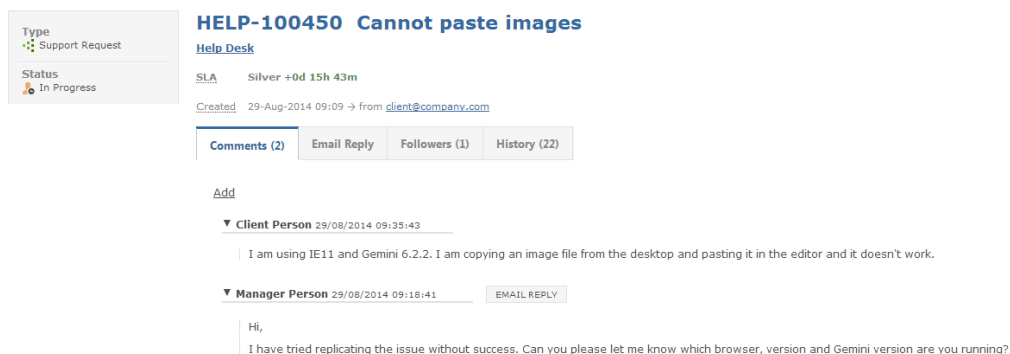 Type
Support Request
Status
In Progress
HELP-100450 Cannot paste images
Help Desk
SLA Silver +0d 15h 43m
Created 29-Aug-2014 09:09 → from client@company.com
Comments (2) Email Reply Followers (1) History (22)
Add
▼ Client Person 29/08/2014 09:35:43
I am using IE11 and Gemini 6.2.2. I am copying an image file from the desktop and pasting it in the editor and it doesn't work.
▼ Manager Person 29/08/2014 09:18:41 EMAIL REPLY
Hi,
I have tried replicating the issue without success. Can you please let me know which browser, version and Gemini version are you running?